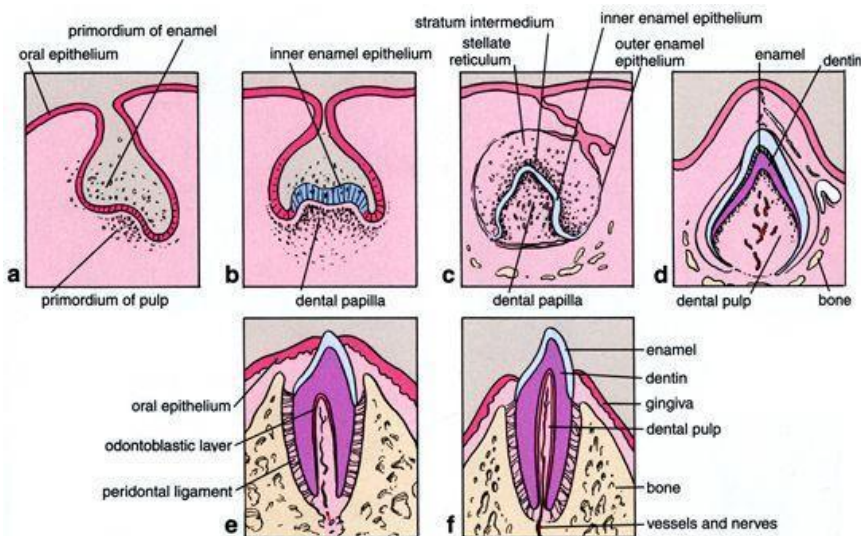 primordium of enamel
oral epithelium
a
primordium of pulp
inner enamel epithelium
b
dental papilla
stratum intermedium
stellate
reticulum
inner enamel epithelium
outer enamel
epithelium
c
dental papilla
enamel
dentin
d
dental pulp
bone
oral epithelium
odontoblastic layer
peridontal ligament
e
enamel
dentin
gingiva
dental pulp
bone
f
vessels and nerves